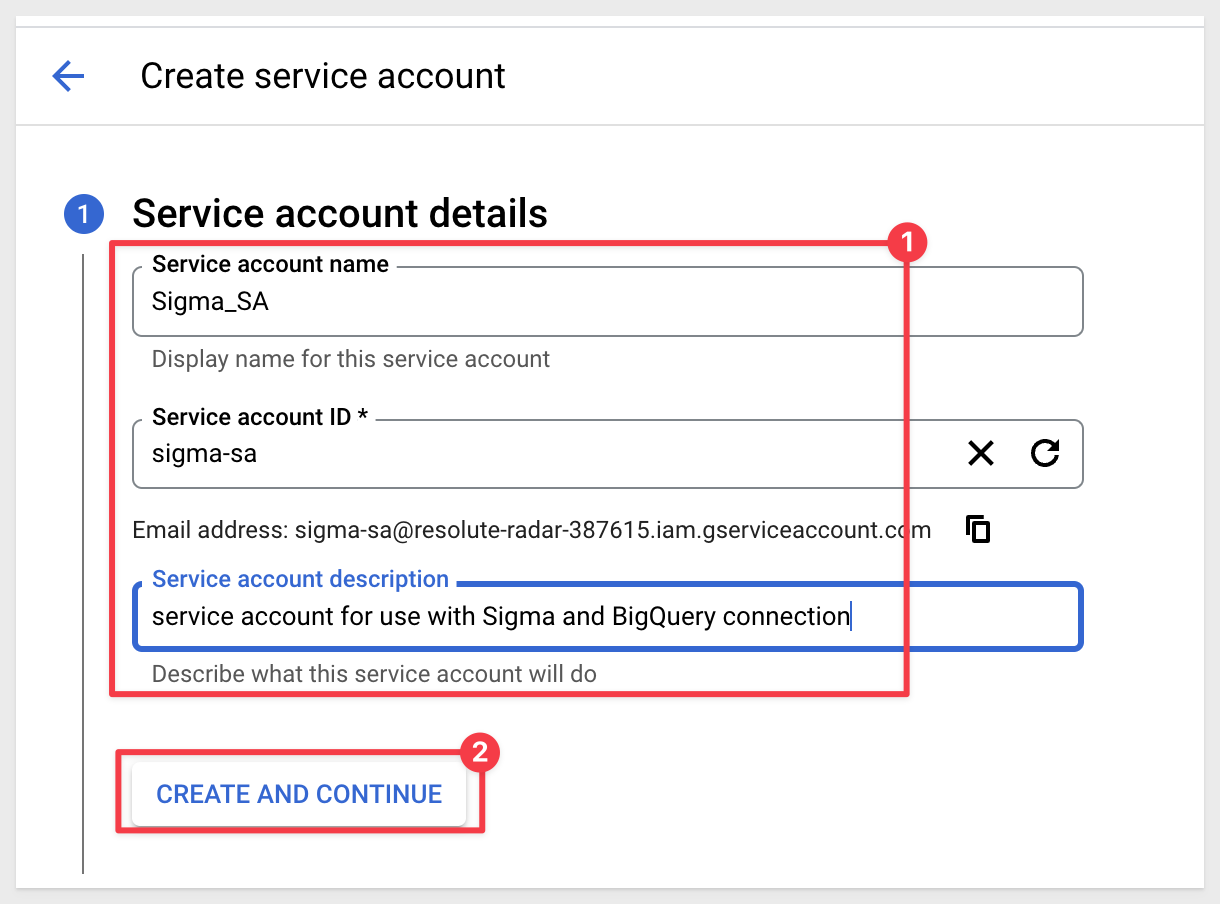 Create service account
1 Service account details
1
Service account name
Sigma_SA
Display name for this service account
Service account ID *
sigma-sa
Email address: sigma-sa@resolute-radar-387615.iam.gserviceaccount.com
Service account description
service account for use with Sigma and BigQuery connection
Describe what this service account will do
2
CREATE AND CONTINUE